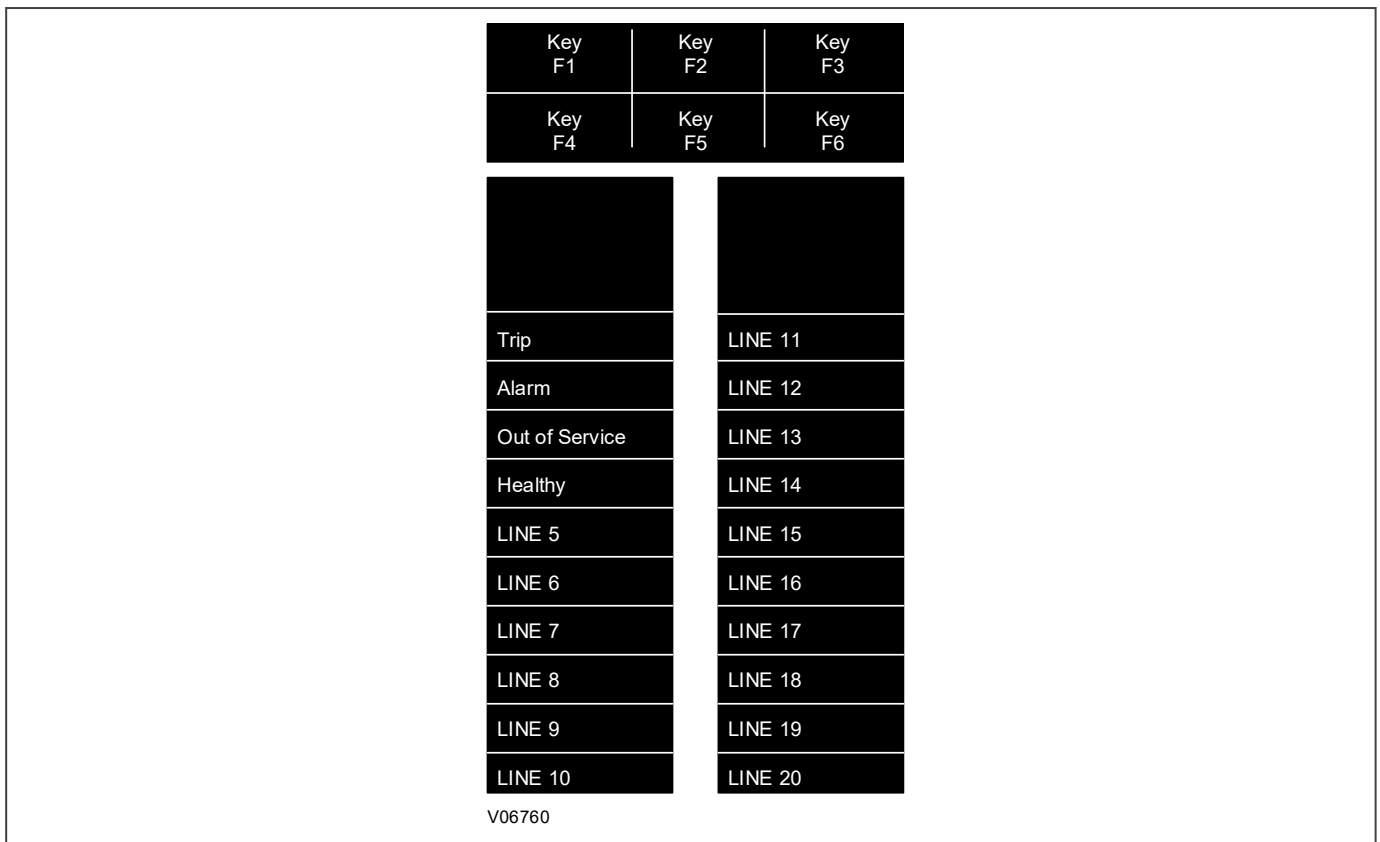 Key
F1
Key
F2
Key
F3
Key
F4
Key
F5
Key
F6
Trip
Alarm
Out of Service
Healthy
LINE 5
LINE 6
LINE 7
LINE 8
LINE 9
LINE 10
LINE 11
LINE 12
LINE 13
LINE 14
LINE 15
LINE 16
LINE 17
LINE 18
LINE 19
LINE 20
V06760